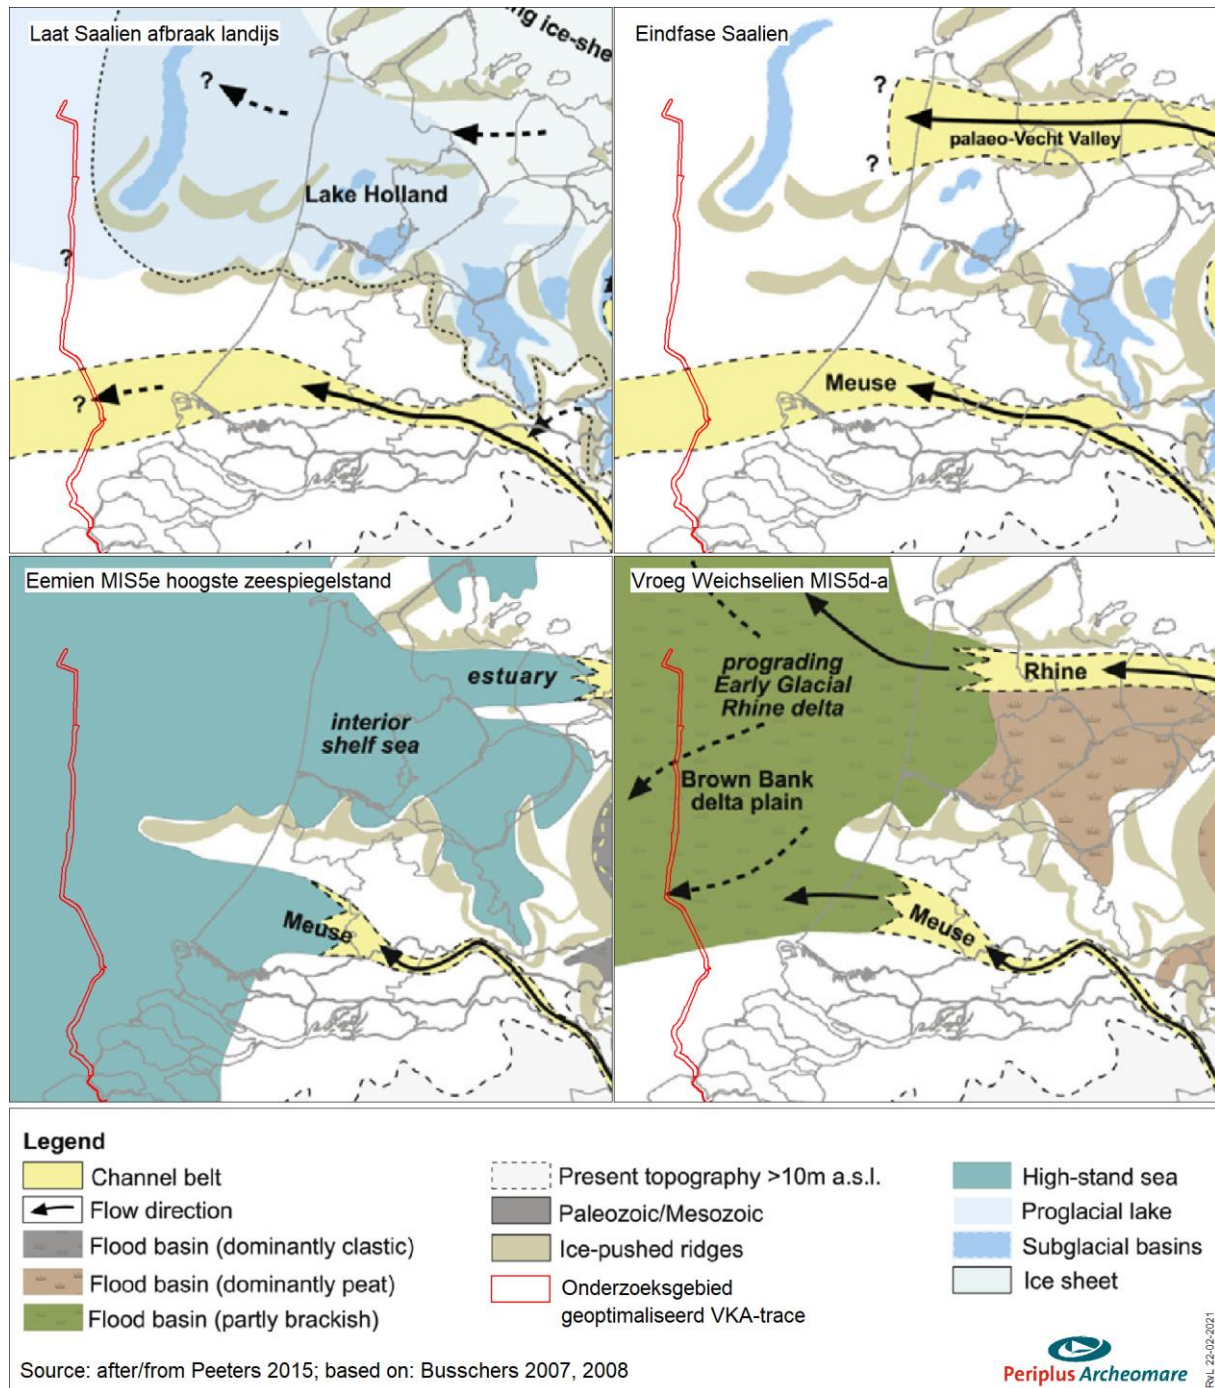 Laat Saalien afbraak landijs
ng ice-she
?
Lake Holland
?
?
Eindfase Saalien
?
palaeo-Vecht Valley
?
Meuse
Eemien MIS5e hoogste zeespiegelstand
estuary
interior
shelf sea
Meuse
Vroeg Weichselien MIS5d-a
prograding
Early Glacial
Rhine delta
Rhine
Brown Bank
delta plain
Meuse
Legend
Channel belt
Flow direction
Flood basin (dominantly clastic)
Flood basin (dominantly peat)
Flood basin (partly brackish)
Present topography >10m a.s.l.
Paleozoic/Mesozoic
Ice-pushed ridges
Onderzoeksgebied
geoptimaliseerd VKA-trace
High-stand sea
Proglacial lake
Subglacial basins
Ice sheet
Source: after/from Peeters 2015; based on: Busschers 2007, 2008
Periplus Archeomare
RvL 22-02-2021